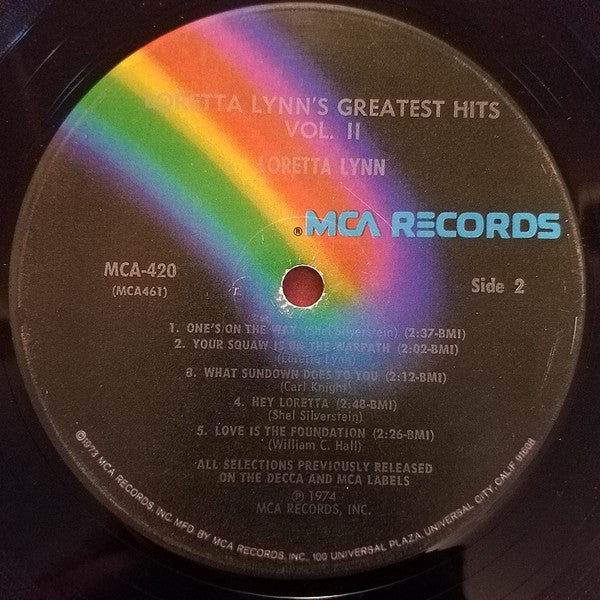 LORETTA LYNN'S GREATEST HITS
VOL. II
LORETTA LYNN
® MCA RECORDS
MCA-420
(MCA461)
Side 2
1. ONE'S ON THE WAY (Shel Silverstein) (2:37-BMI)
2. YOUR SQUAW IS ON THE WARPATH (2:02-BMI)
(Loretta Lynn)
8. WHAT SUNDOWN DOES TO YOU (2:12-BMI)
(Carl Knight)
4. HEY LORETTA (2:48-BMI)
(Shel Silverstein)
5. LOVE IS THE FOUNDATION (2:26-BMI)
(William C. Hall)
ALL SELECTIONS PREVIOUSLY RELEASED
ON THE DECCA AND MCA LABELS
℗ 1974
MCA RECORDS, INC.
©1973 MCA RECORDS, INC. MFG. BY MCA RECORDS, INC., 100 UNIVERSAL PLAZA, UNIVERSAL CITY, CALIF. 91608